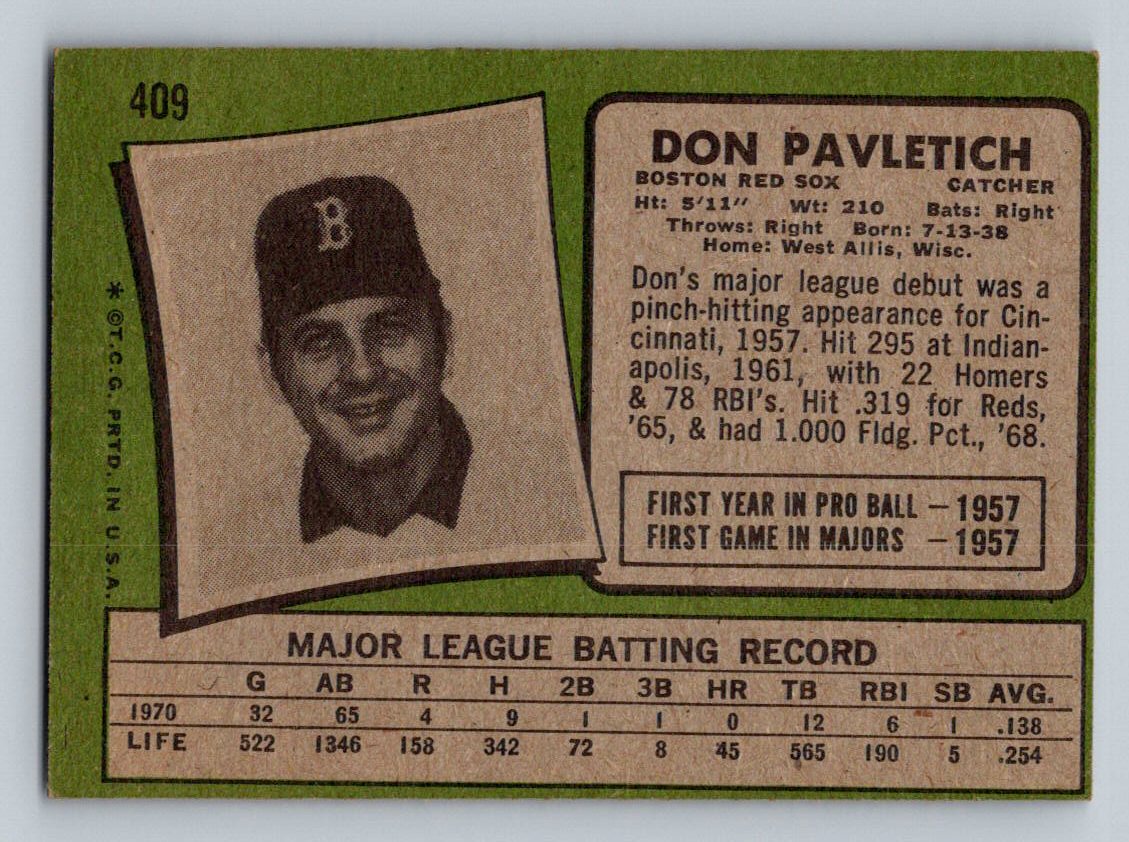 409
B
* ©T.C.G. PRTD. IN U.S.A.
DON PAVLETICH
BOSTON RED SOX CATCHER
Ht: 5'11" Wt: 210 Bats: Right
Throws: Right Born: 7-13-38
Home: West Allis, Wisc.
Don's major league debut was a
pinch-hitting appearance for Cin-
cinnati, 1957. Hit 295 at Indian-
apolis, 1961, with 22 Homers
& 78 RBI's. Hit .319 for Reds,
'65, & had 1.000 Fldg. Pct., '68.
FIRST YEAR IN PRO BALL – 1957
FIRST GAME IN MAJORS – 1957
MAJOR LEAGUE BATTING RECORD
G AB R H 2B 3B HR TB RBI SB AVG.
1970 32 65 4 9 1 1 0 12 6 1 .138
LIFE 522 1346 158 342 72 8 45 565 190 5 .254